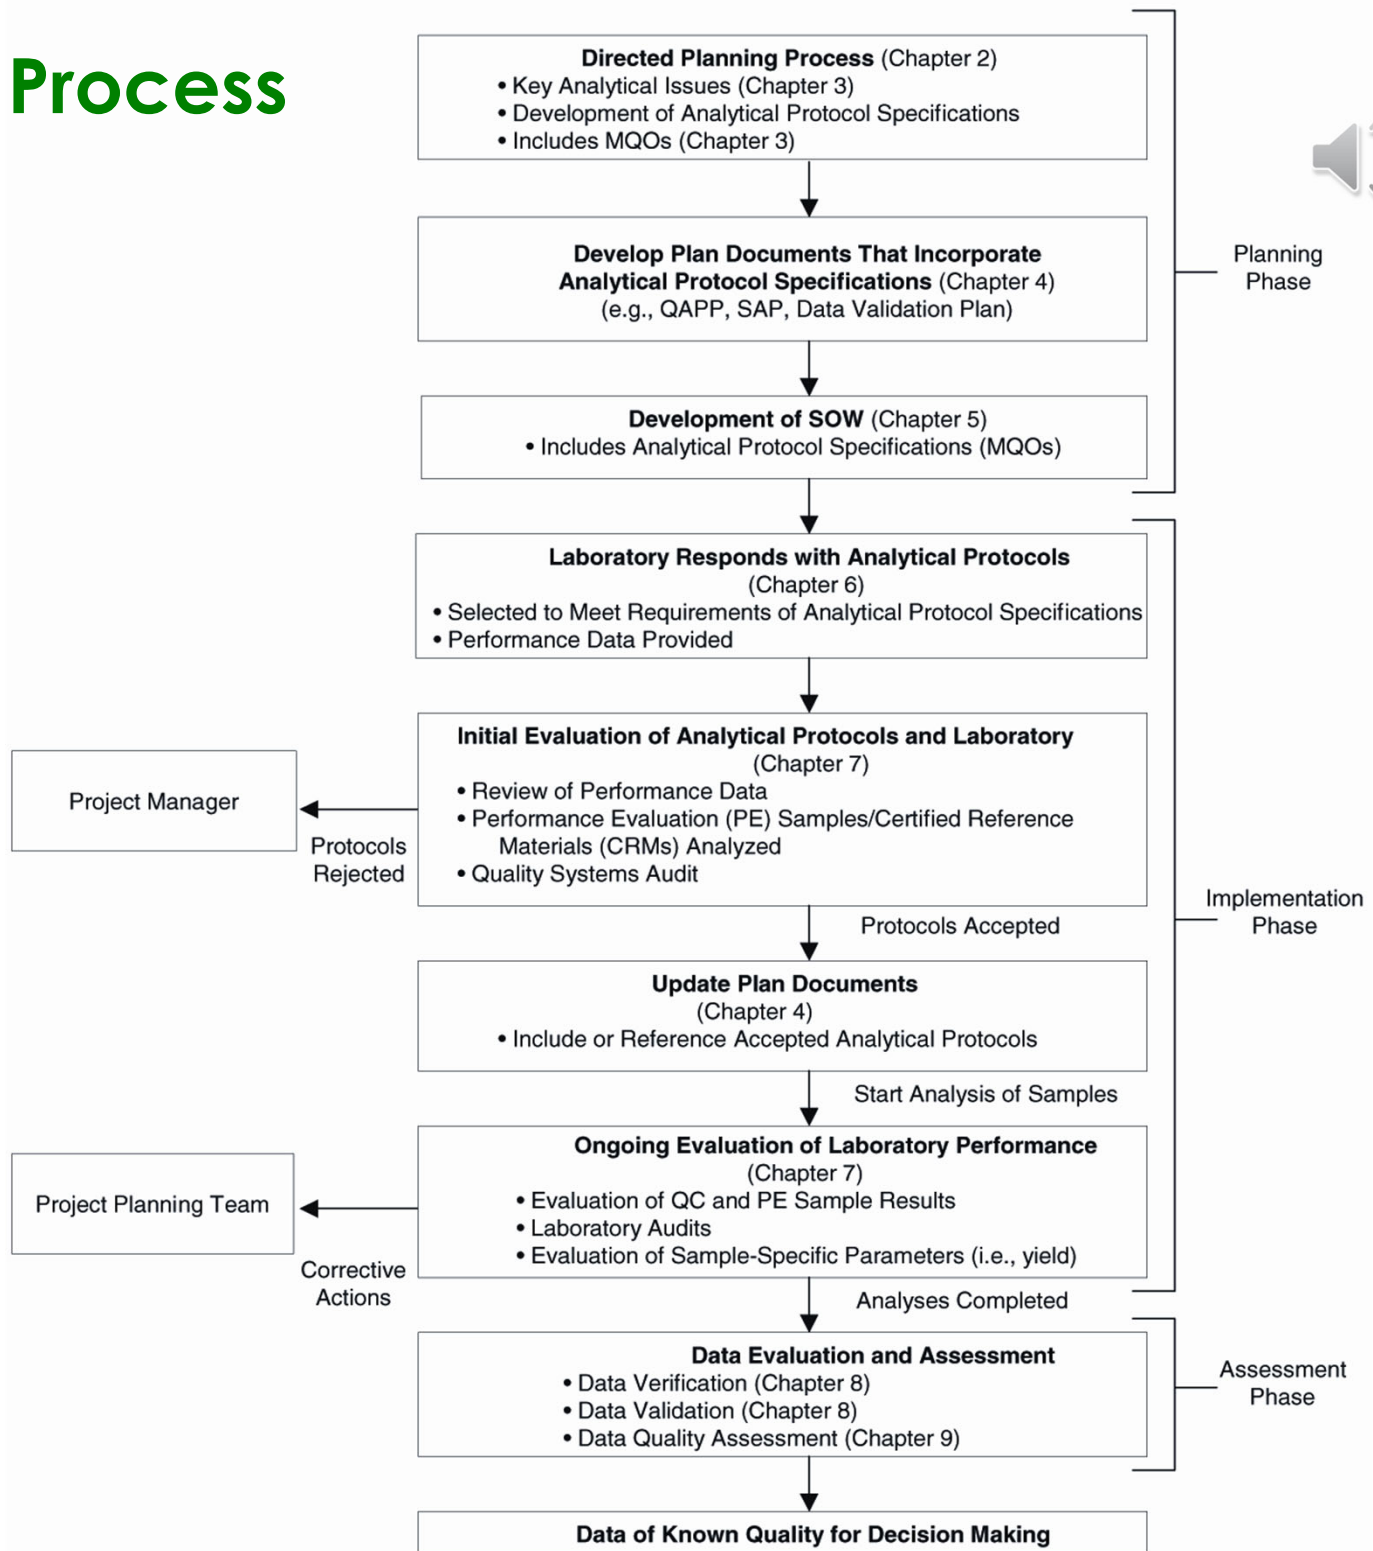 Process
Directed Planning Process (Chapter 2)
• Key Analytical Issues (Chapter 3)
• Development of Analytical Protocol Specifications
• Includes MQOs (Chapter 3)
Develop Plan Documents That Incorporate
Analytical Protocol Specifications (Chapter 4)
(e.g., QAPP, SAP, Data Validation Plan)
Planning
Phase
Development of SOW (Chapter 5)
• Includes Analytical Protocol Specifications (MQOs)
Laboratory Responds with Analytical Protocols
(Chapter 6)
• Selected to Meet Requirements of Analytical Protocol Specifications
• Performance Data Provided
Initial Evaluation of Analytical Protocols and Laboratory
(Chapter 7)
• Review of Performance Data
• Performance Evaluation (PE) Samples/Certified Reference
Materials (CRMs) Analyzed
• Quality Systems Audit
Project Manager
Protocols
Rejected
Protocols Accepted
Implementation
Phase
Update Plan Documents
(Chapter 4)
• Include or Reference Accepted Analytical Protocols
Start Analysis of Samples
Ongoing Evaluation of Laboratory Performance
(Chapter 7)
• Evaluation of QC and PE Sample Results
• Laboratory Audits
• Evaluation of Sample-Specific Parameters (i.e., yield)
Project Planning Team
Corrective
Actions
Analyses Completed
Data Evaluation and Assessment
• Data Verification (Chapter 8)
• Data Validation (Chapter 8)
• Data Quality Assessment (Chapter 9)
Assessment
Phase
Data of Known Quality for Decision Making